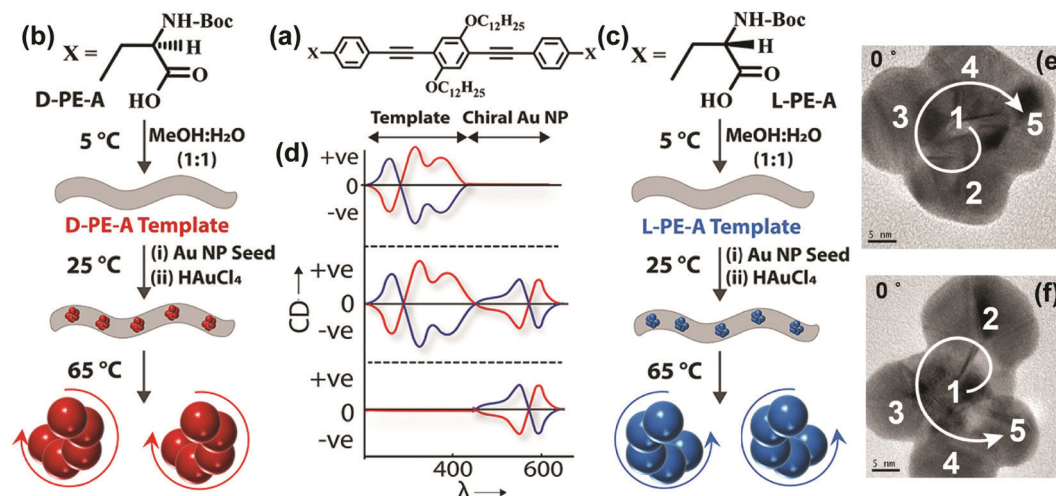 (b)
X =
NH-Boc
H
O
HO
D-PE-A
5 °C
MeOH:H₂O
(1:1)
D-PE-A Template
25 °C
(i) Au NP Seed
(ii) HAuCl₄
65 °C
(a)
OC₁₂H₂₅
X
X
OC₁₂H₂₅
Template
Chiral Au NP
(d)
+ve
0
-ve
+ve
0
-ve
+ve
0
-ve
CD
400
600
λ
(c)
X =
NH-Boc
H
O
HO
L-PE-A
5 °C
MeOH:H₂O
(1:1)
L-PE-A Template
25 °C
(i) Au NP Seed
(ii) HAuCl₄
65 °C
0 °
(e)
4
3
1
5
2
5 nm
0 °
(f)
2
1
3
5
4
5 nm